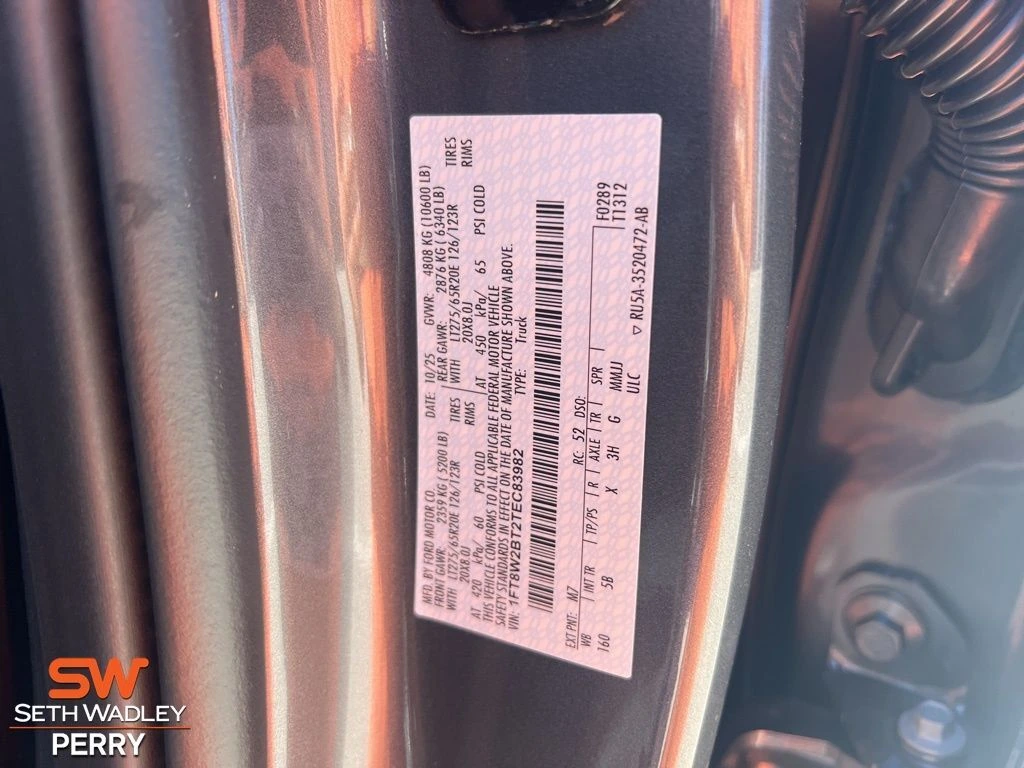 MFD. BY FORD MOTOR CO.
DATE: 10/25 GVWR: 4808 KG (10600 LB)
FRONT GAWR: 2359 KG ( 5200 LB) REAR GAWR: 2876 KG ( 6340 LB)
WITH LT275/65R20E 126/123R TIRES WITH LT275/65R20E 126/123R TIRES
20X8.0J RIMS 20X8.0J RIMS
AT 420 kPa/ 60 PSI COLD AT 450 kPa/ 65 PSI COLD
THIS VEHICLE CONFORMS TO ALL APPLICABLE FEDERAL MOTOR VEHICLE
SAFETY STANDARDS IN EFFECT ON THE DATE OF MANUFACTURE SHOWN ABOVE.
VIN: 1FT8W2BT2TEC83982 TYPE: Truck
F0289
T1312
EXT PNT: M7 RC: 52 DSO:
WB INT TR TP/PS R AXLE TR SPR
160 5B X 3H G MMJJ
ULC
▽ RU5A-3520472-AB
SW
SETH WADLEY
PERRY